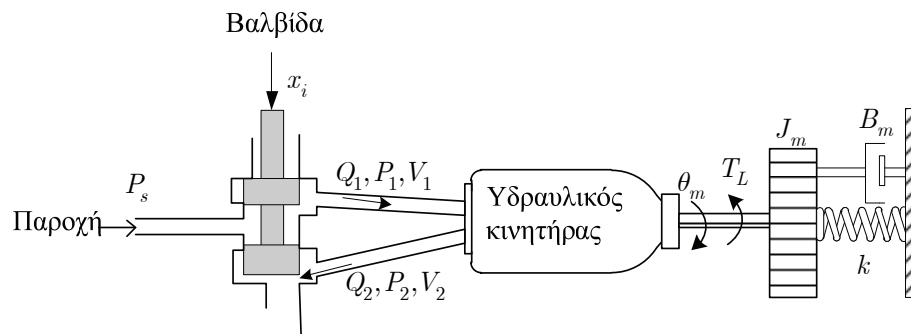 Βαλβίδα
x_i
P_s
Παροχή
Q_1, P_1, V_1
Q_2, P_2, V_2
Υδραυλικός
κινητήρας
θ_m
T_L
J_m
B_m
k